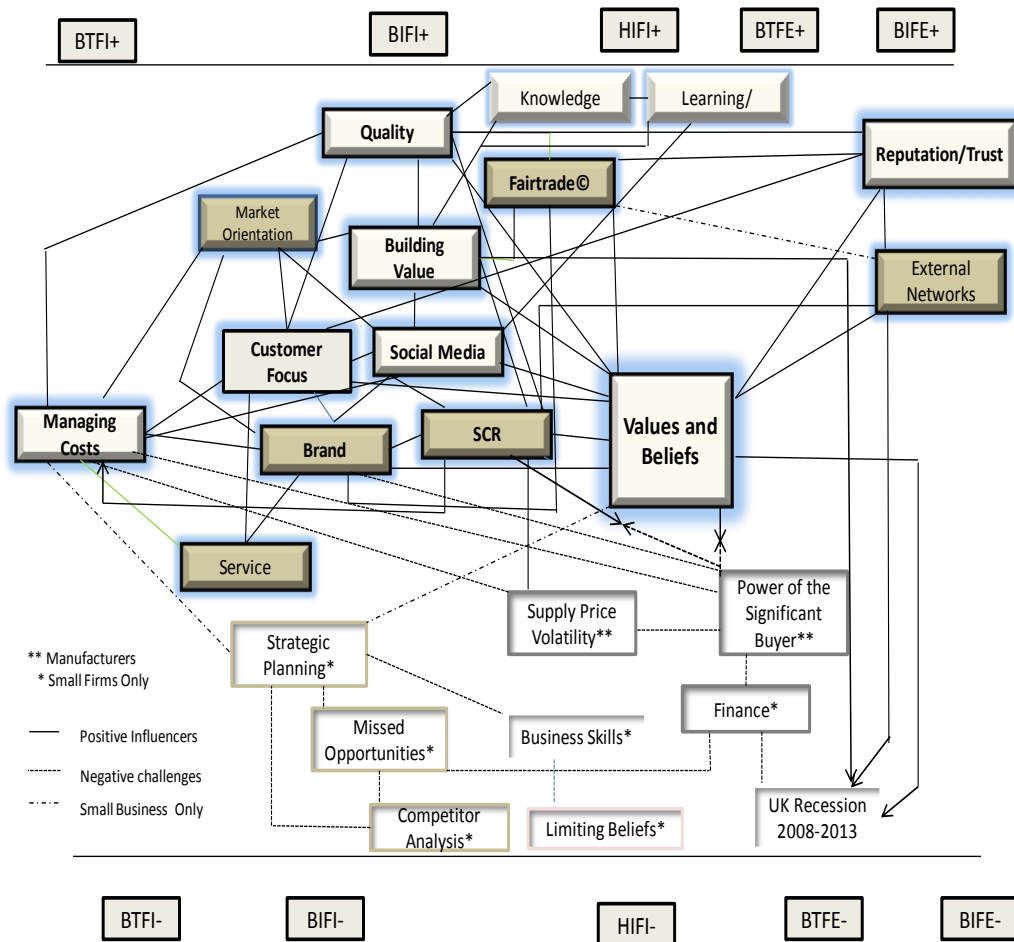 BTFI+
BIFI+
HIFI+
BTFE+
BIFE+
Knowledge
Learning/
Quality
Reputation/Trust
Fairtrade©
Market
Orientation
Building
Value
External
Networks
Customer
Focus
Social Media
Values and
Beliefs
Managing
Costs
Brand
SCR
Service
Supply Price
Volatility**
Power of the
Significant
Buyer**
Strategic
Planning*
** Manufacturers
* Small Firms Only
Finance*
Missed
Opportunities*
Business Skills*
Positive Influencers
Negative challenges
Small Business Only
Competitor
Analysis*
Limiting Beliefs*
UK Recession
2008-2013
BTFI-
BIFI-
HIFI-
BTFE-
BIFE-